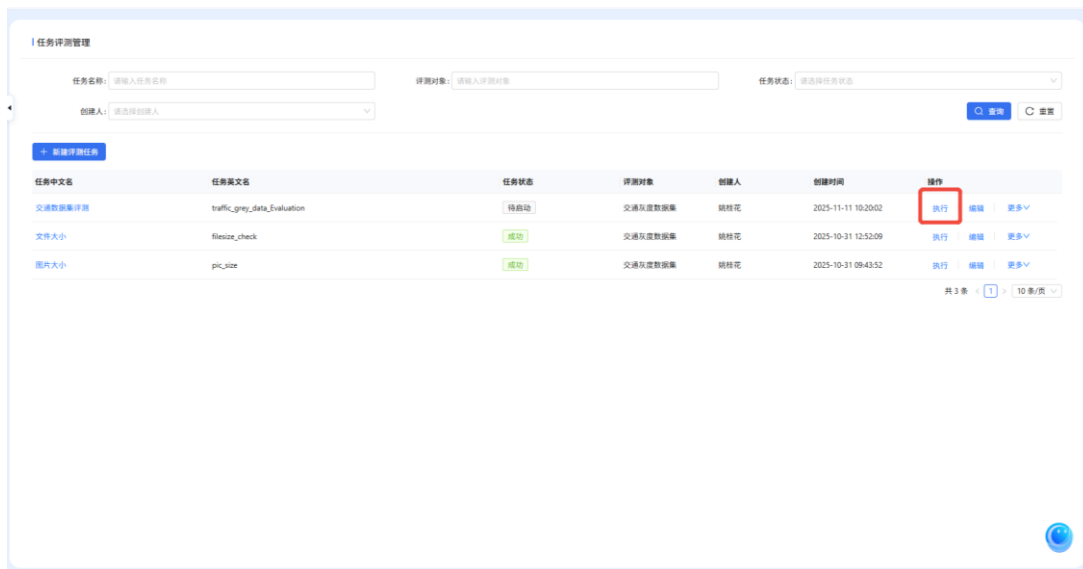 任务评测管理
任务名称: 请输入任务名称 评测对象: 请输入评测对象 任务状态: 请选择任务状态
创建人: 请选择创建人 查询 重置
+ 新建评测任务
任务中文名 任务英文名 任务状态 评测对象 创建人 创建时间 操作
交通数据集评测 traffic_grey_data_Evaluation 待启动 交通灰度数据集 姚桂花 2025-11-11 10:20:02 执行 编辑 更多
文件大小 filesize_check 成功 交通灰度数据集 姚桂花 2025-10-31 12:52:09 执行 编辑 更多
图片大小 pic_size 成功 交通灰度数据集 姚桂花 2025-10-31 09:43:52 执行 编辑 更多
共 3 条 < 1 > 10 条/页